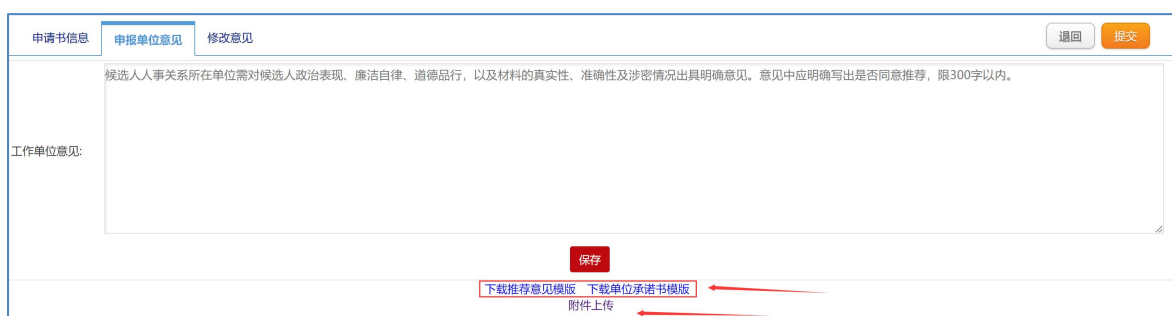 申请书信息 申报单位意见 修改意见 退回 提交
候选人人事关系所在单位需对候选人政治表现、廉洁自律、道德品行，以及材料的真实性、准确性及涉密情况出具明确意见。意见中应明确写出是否同意推荐，限300字以内。
工作单位意见:
保存
下载推荐意见模版 下载单位承诺书模版
附件上传